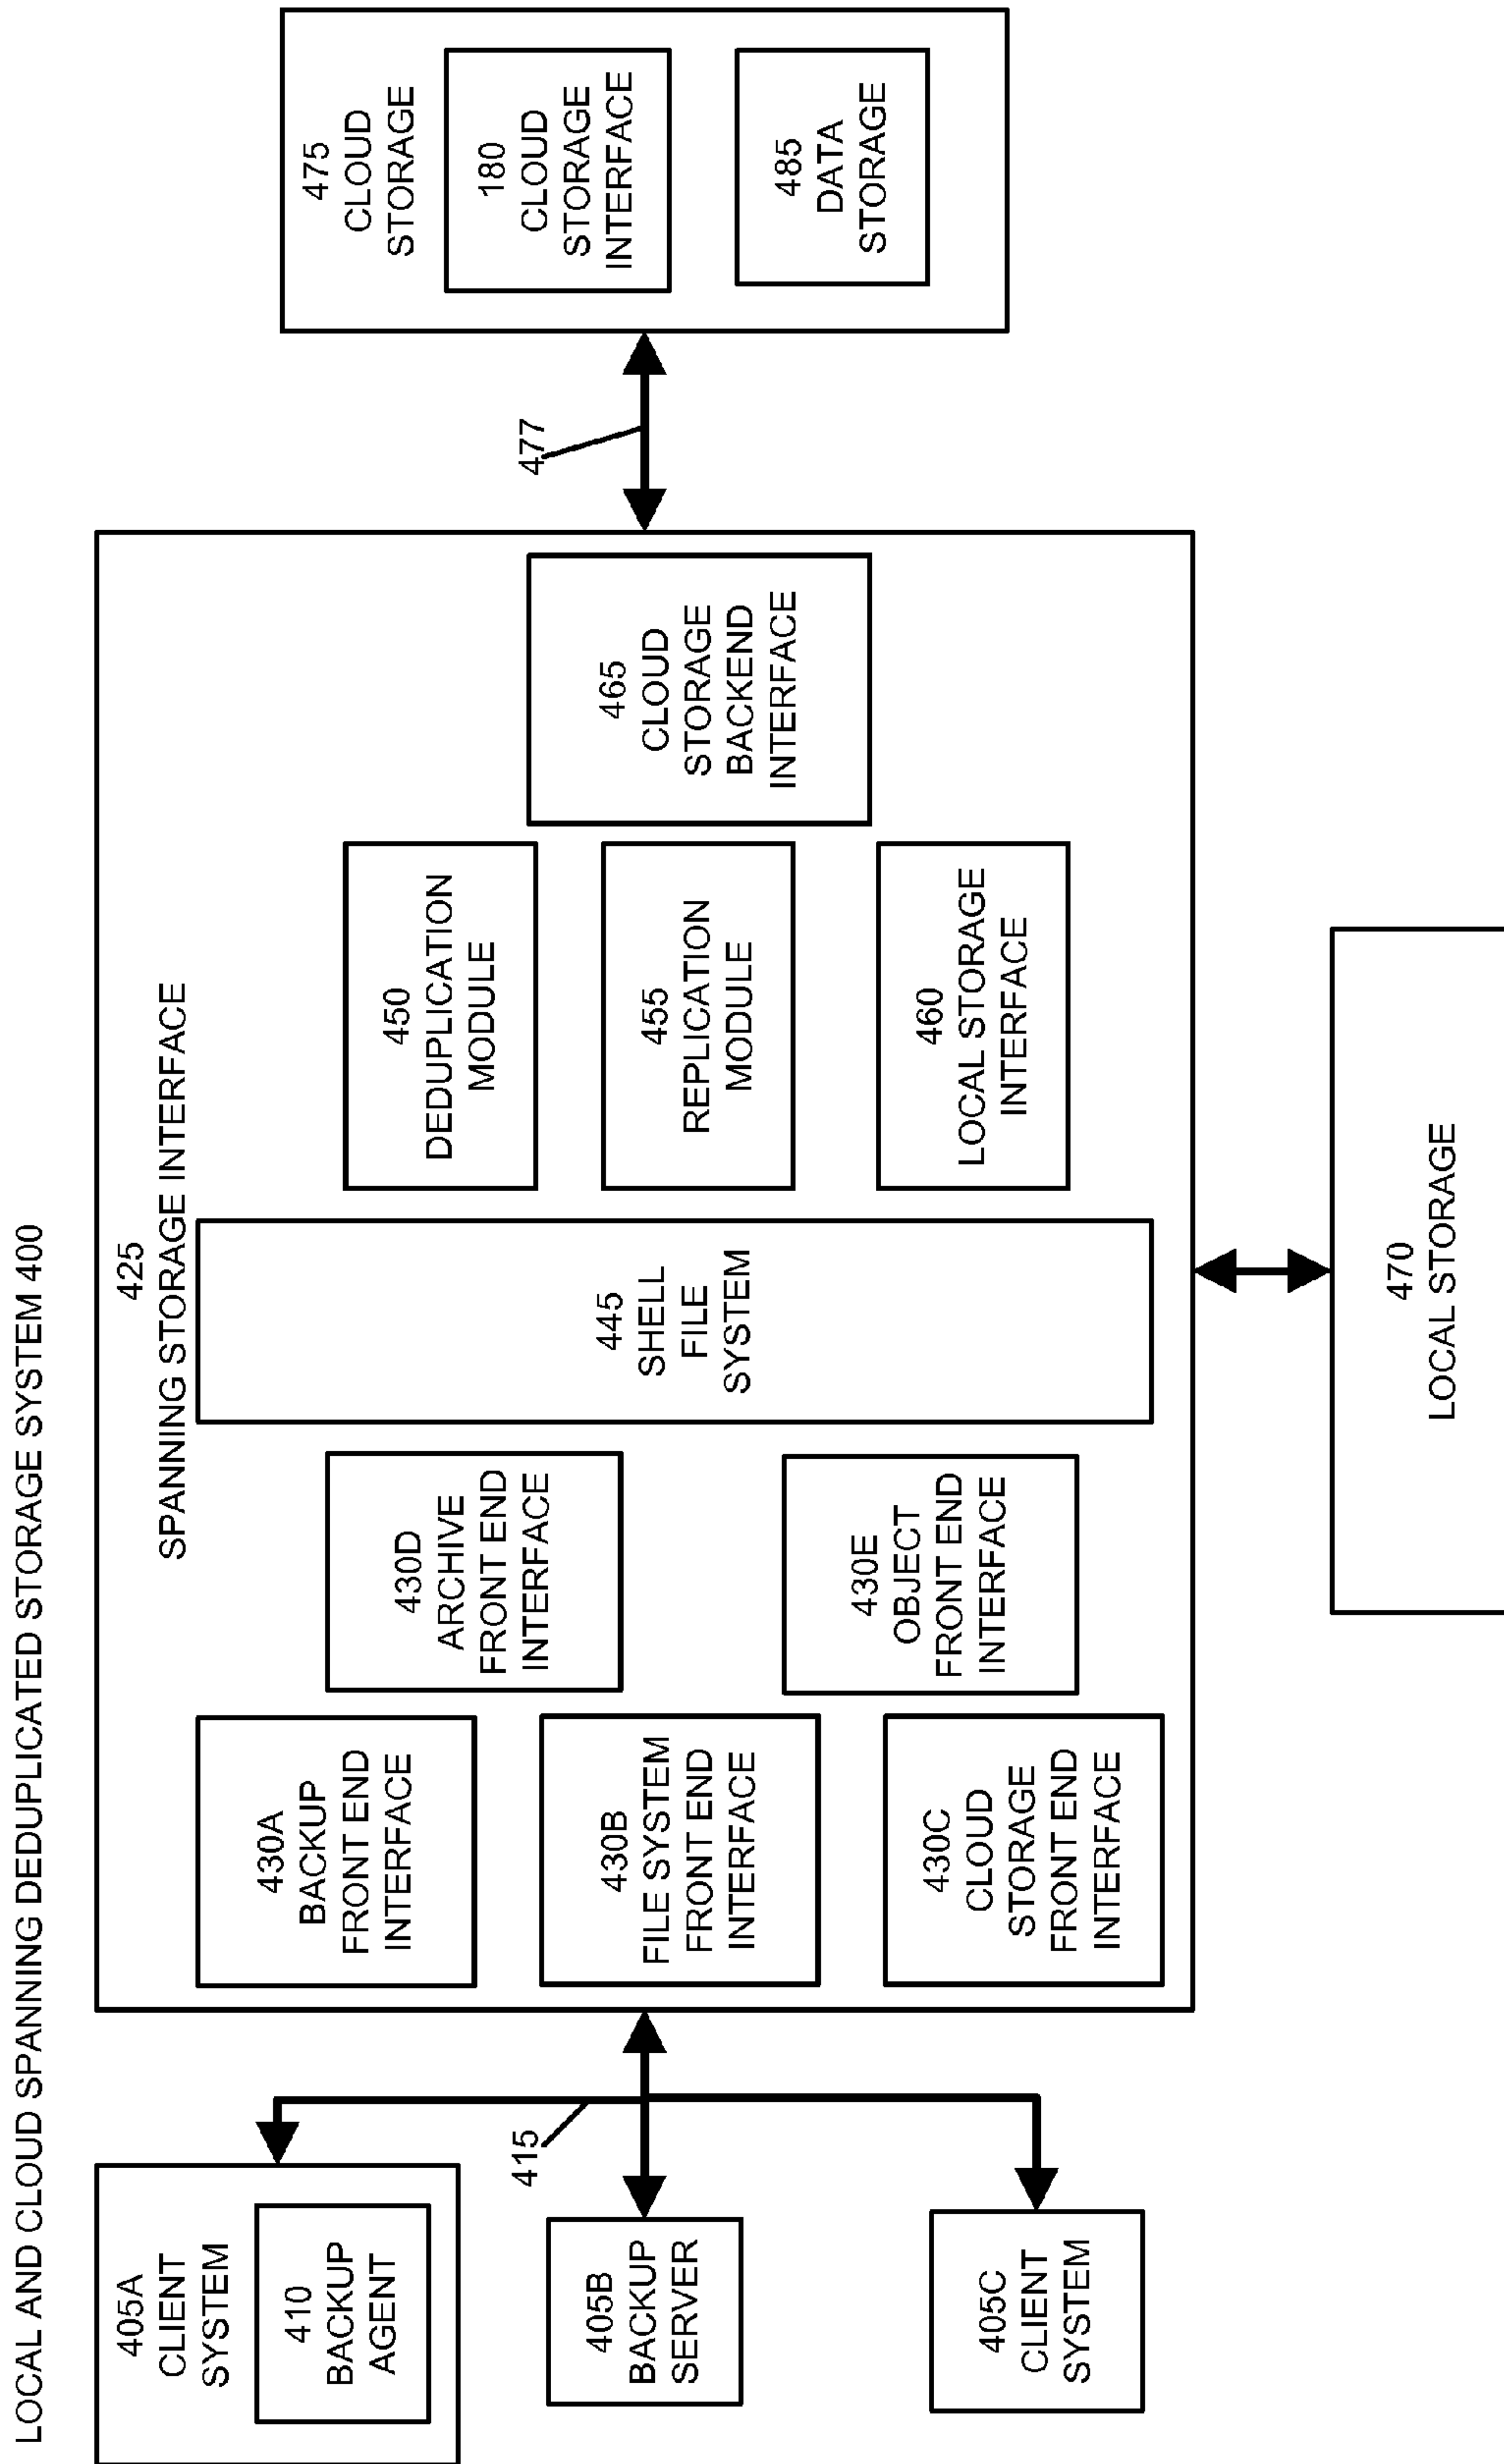 LOCAL AND CLOUD SPANNING DEDUPLICATED STORAGE SYSTEM 400
405A
CLIENT
SYSTEM
410
BACKUP
AGENT
405B
BACKUP
SERVER
405C
CLIENT
SYSTEM
415
425
SPANNING STORAGE INTERFACE
430A
BACKUP
FRONT END
INTERFACE
430B
FILE SYSTEM
FRONT END
INTERFACE
430C
CLOUD
STORAGE
FRONT END
INTERFACE
430D
ARCHIVE
FRONT END
INTERFACE
430E
OBJECT
FRONT END
INTERFACE
445
SHELL
FILE
SYSTEM
450
DEDUPLICATION
MODULE
455
REPLICATION
MODULE
460
LOCAL STORAGE
INTERFACE
465
CLOUD
STORAGE
BACKEND
INTERFACE
477
475
CLOUD
STORAGE
180
CLOUD
STORAGE
INTERFACE
485
DATA
STORAGE
470
LOCAL STORAGE